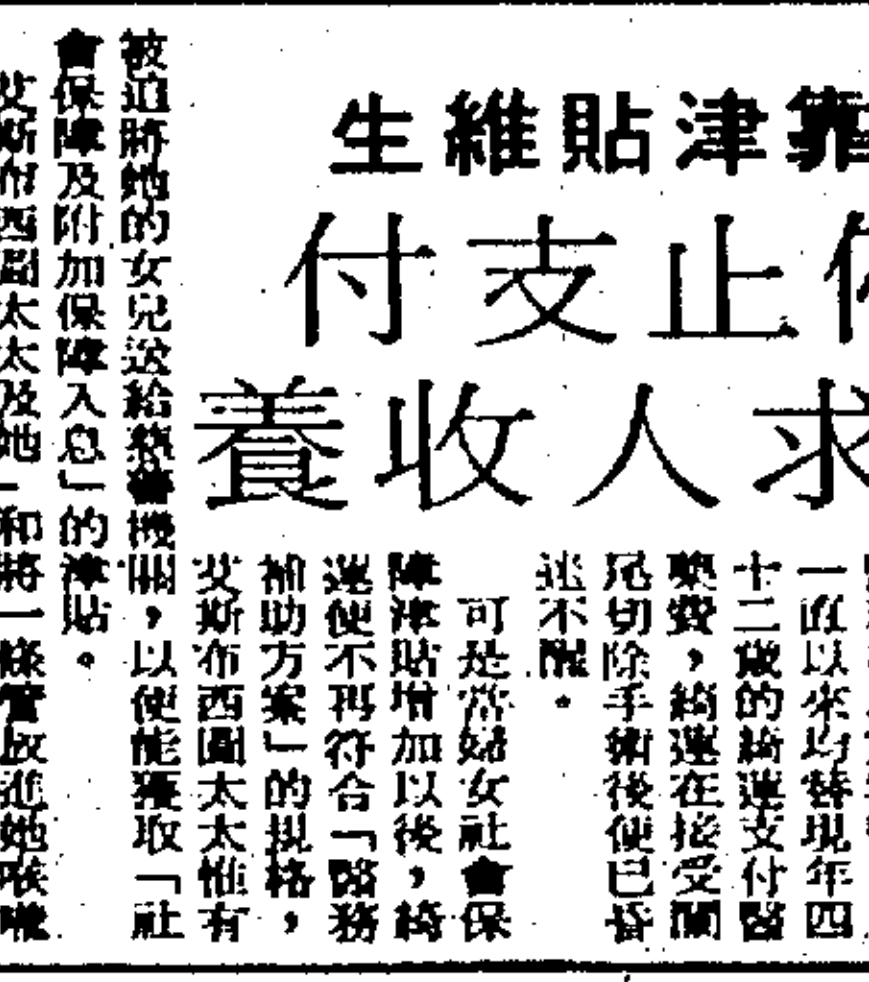 靠津貼維生
停止支付
求人收養
一直以來均替現年四
十二歲的綺蓮支付醫
藥費，綺蓮在接受闌
尾切除手術後便已昏
迷不醒。
可是當婦女社會保
障津貼增加以後，綺
蓮便不再符合「醫務
補助方案」的規格，
艾斯布西圖太太惟有
被迫將她的女兒送給領養機關，以便能獲取「社
會保障及附加保障入息」的津貼。
艾斯布西圖太太及她一和將一條管放進她喉嚨